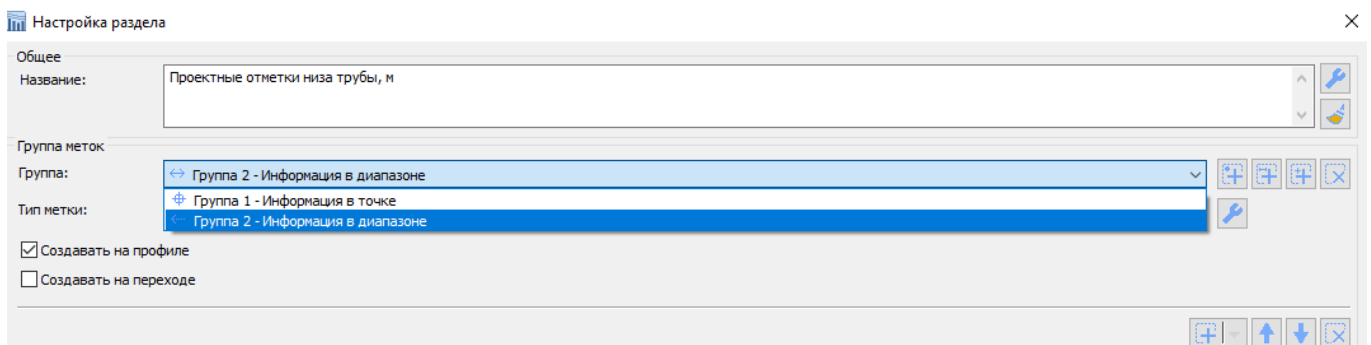 Настройка раздела
Общее
Название:
Проектные отметки низа трубы, м
Группа меток
Группа:
Группа 2 - Информация в диапазоне
Группа 1 - Информация в точке
Тип метки:
Группа 2 - Информация в диапазоне
Создавать на профиле
Создавать на переходе